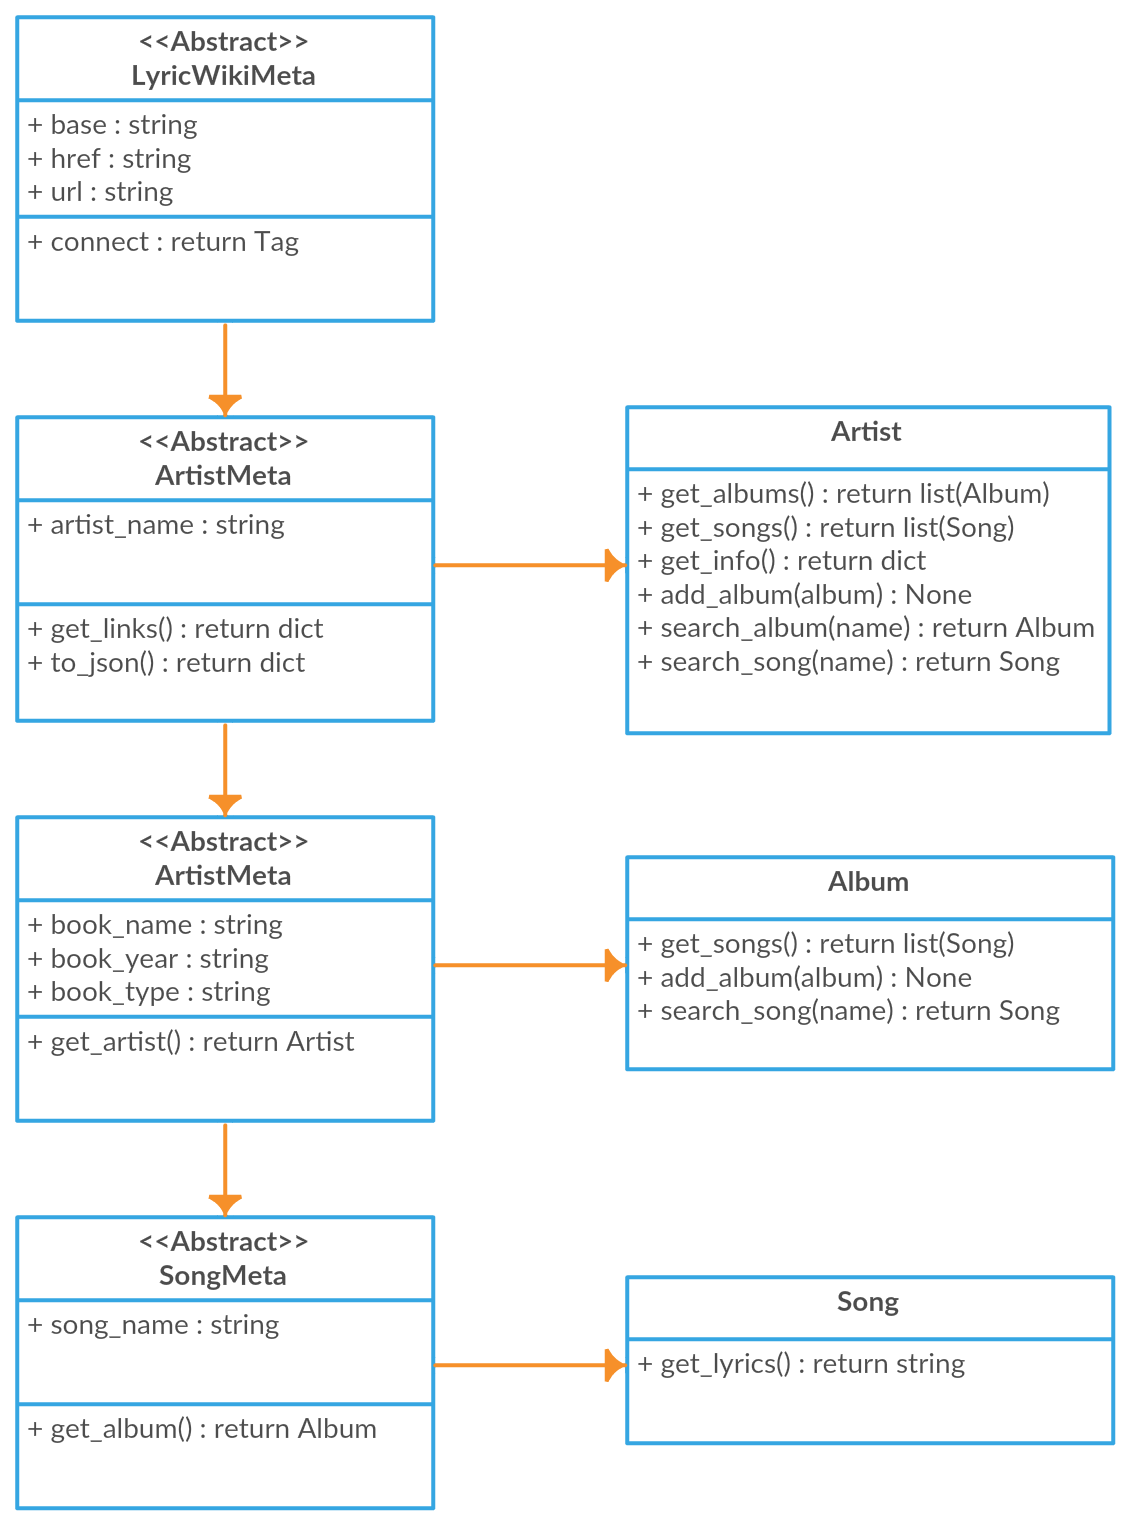 <<Abstract>>
LyricWikiMeta
+ base : string
+ href : string
+ url : string
+ connect : return Tag
<<Abstract>>
ArtistMeta
+ artist_name : string
+ get_links() : return dict
+ to_json() : return dict
Artist
+ get_albums() : return list(Album)
+ get_songs() : return list(Song)
+ get_info() : return dict
+ add_album(album) : None
+ search_album(name) : return Album
+ search_song(name) : return Song
<<Abstract>>
ArtistMeta
+ book_name : string
+ book_year : string
+ book_type : string
+ get_artist() : return Artist
Album
+ get_songs() : return list(Song)
+ add_album(album) : None
+ search_song(name) : return Song
<<Abstract>>
SongMeta
+ song_name : string
+ get_album() : return Album
Song
+ get_lyrics() : return string